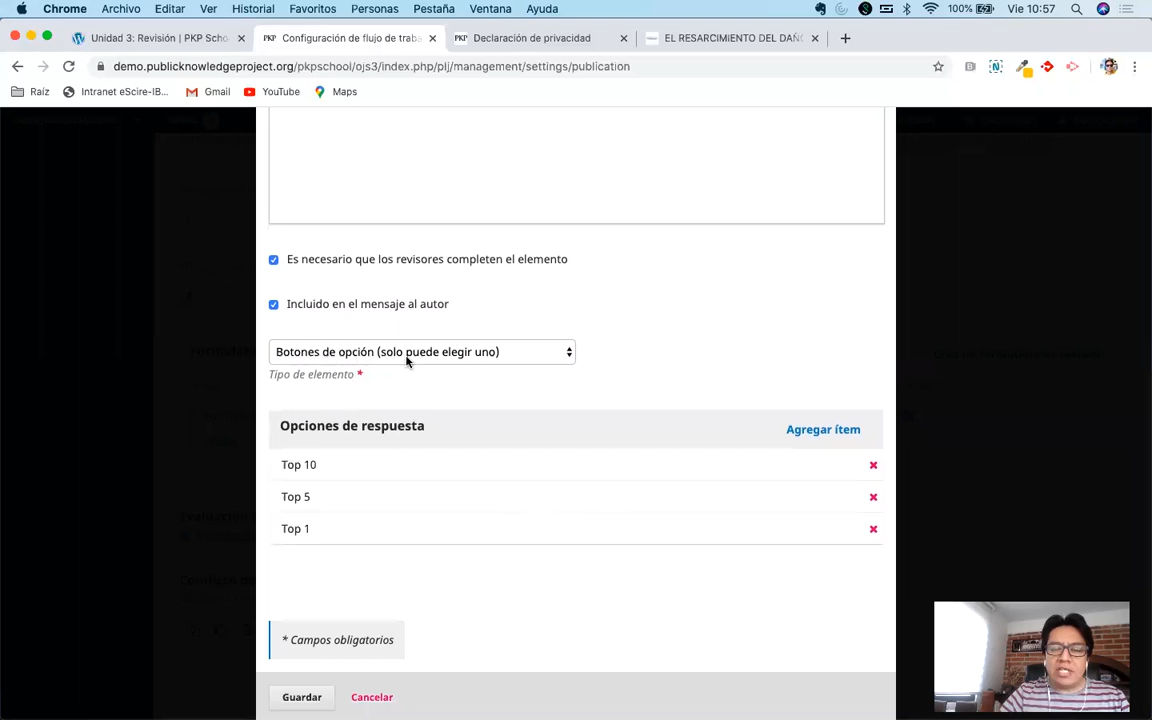 Chrome Archivo Editar Ver Historial Favoritos Personas Pestaña Ventana Ayuda 100% Vie 10:57
Unidad 3: Revisión | PKP Scho
PKP Configuración de flujo de traba
PKP Declaración de privacidad
EL RESARCIMIENTO DEL DAÑO
demo.publicknowledgeproject.org/pkpschool/ojs3/index.php/plj/management/settings/publication
Raíz Intranet eScire-IB... Gmail YouTube Maps
Es necesario que los revisores completen el elemento
Incluido en el mensaje al autor
Botones de opción (solo puede elegir uno)
Tipo de elemento *
Opciones de respuesta
Agregar ítem
Top 10
Top 5
Top 1
* Campos obligatorios
Guardar Cancelar